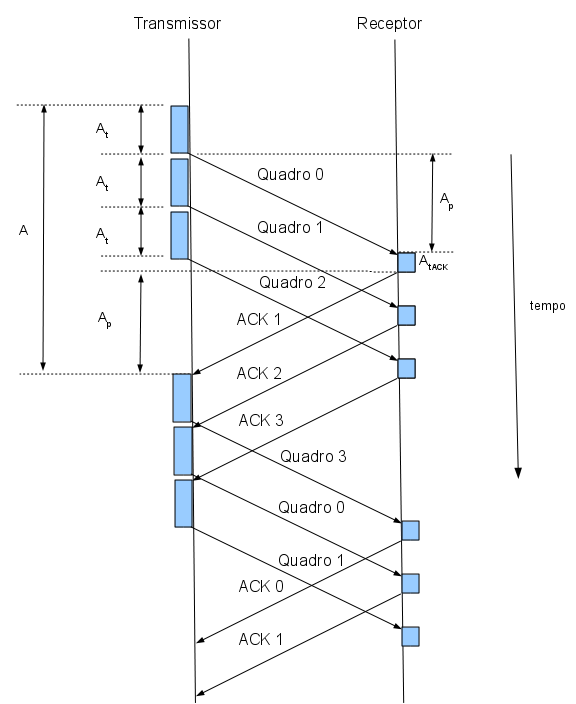 Transmissor
Receptor
At
Quadro 0
At
Ap
A
Quadro 1
At
AtACK
Quadro 2
tempo
Ap
ACK 1
ACK 2
ACK 3
Quadro 3
Quadro 0
Quadro 1
ACK 0
ACK 1